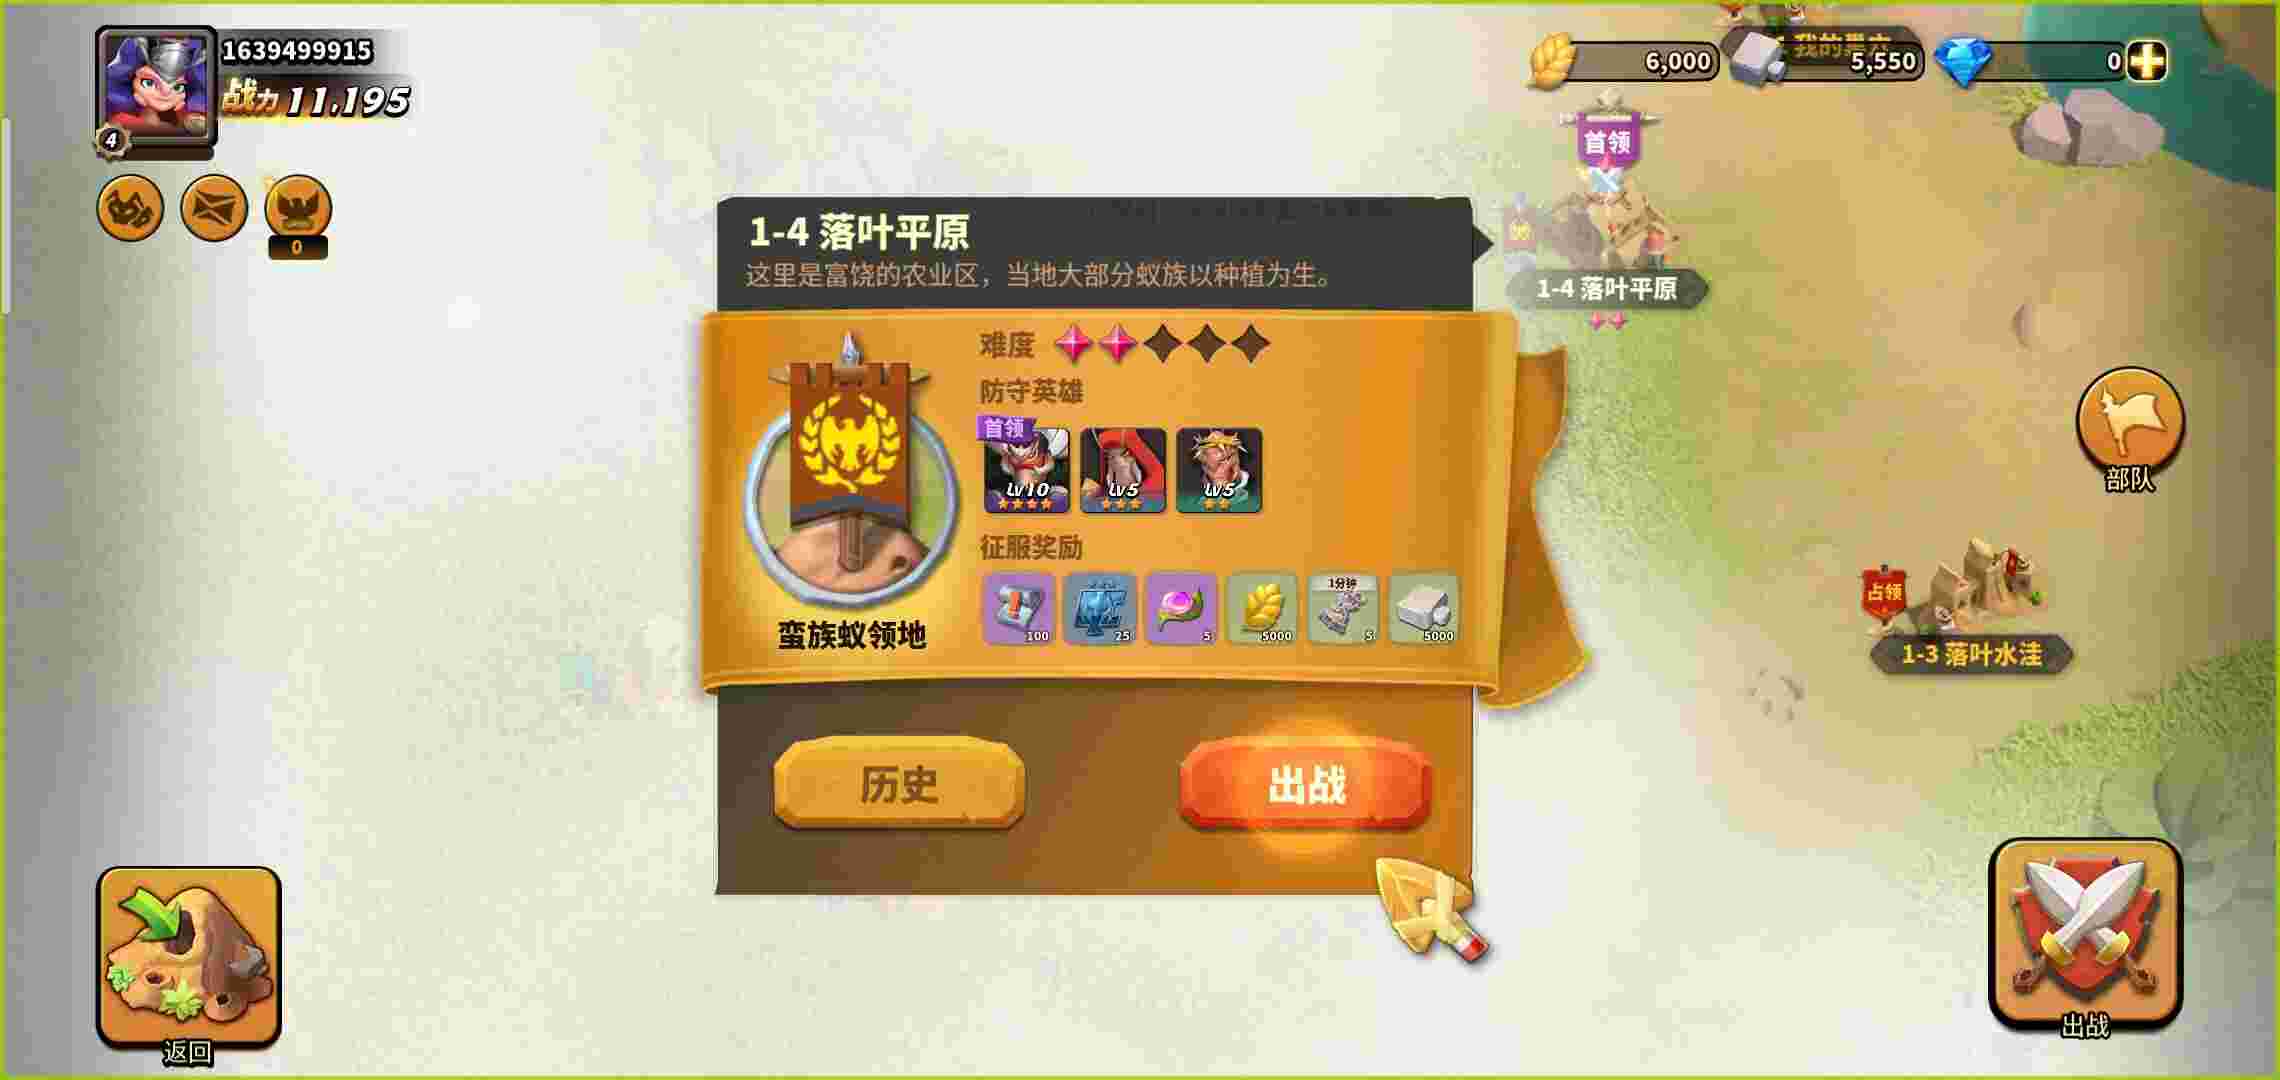 1639499915
战力 11,195
4
0
6,000
5,550
0
首领
1-4 落叶平原
1-4 落叶平原
这里是富饶的农业区，当地大部分蚁族以种植为生。
难度
防守英雄
首领
Lv10
Lv5
Lv5
征服奖励
1分钟
100
25
5
5000
5
5000
蛮族蚁领地
历史
出战
部队
占领
1-3 落叶水洼
返回
出战